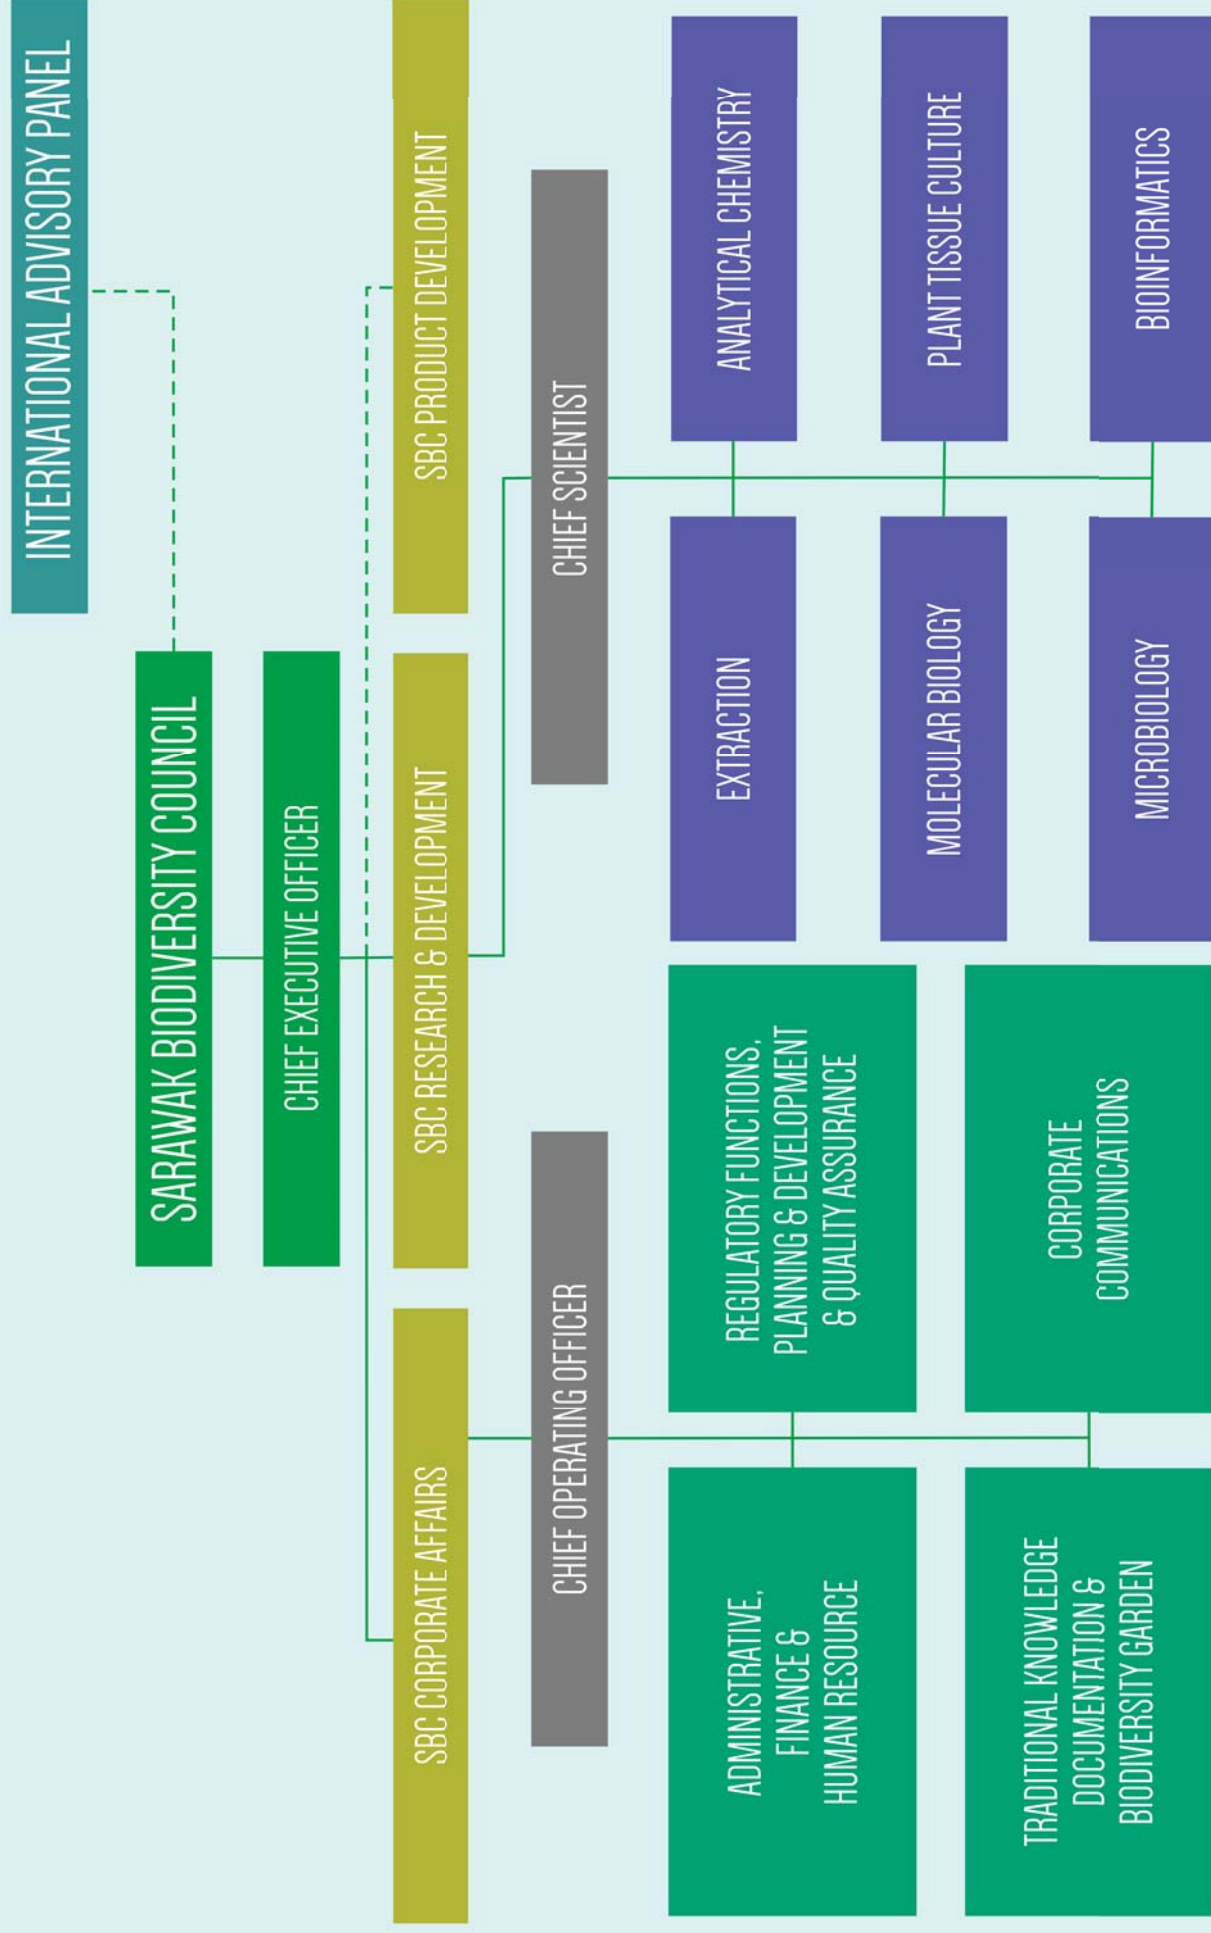 INTERNATIONAL ADVISORY PANEL
SARAWAK BIODIVERSITY COUNCIL
CHIEF EXECUTIVE OFFICER
SBC CORPORATE AFFAIRS
SBC RESEARCH & DEVELOPMENT
SBC PRODUCT DEVELOPMENT
CHIEF OPERATING OFFICER
CHIEF SCIENTIST
ADMINISTRATIVE,
FINANCE &
HUMAN RESOURCE
REGULATORY FUNCTIONS,
PLANNING & DEVELOPMENT
& QUALITY ASSURANCE
EXTRACTION
ANALYTICAL CHEMISTRY
MOLECULAR BIOLOGY
PLANT TISSUE CULTURE
TRADITIONAL KNOWLEDGE
DOCUMENTATION &
BIODIVERSITY GARDEN
CORPORATE
COMMUNICATIONS
MICROBIOLOGY
BIOINFORMATICS